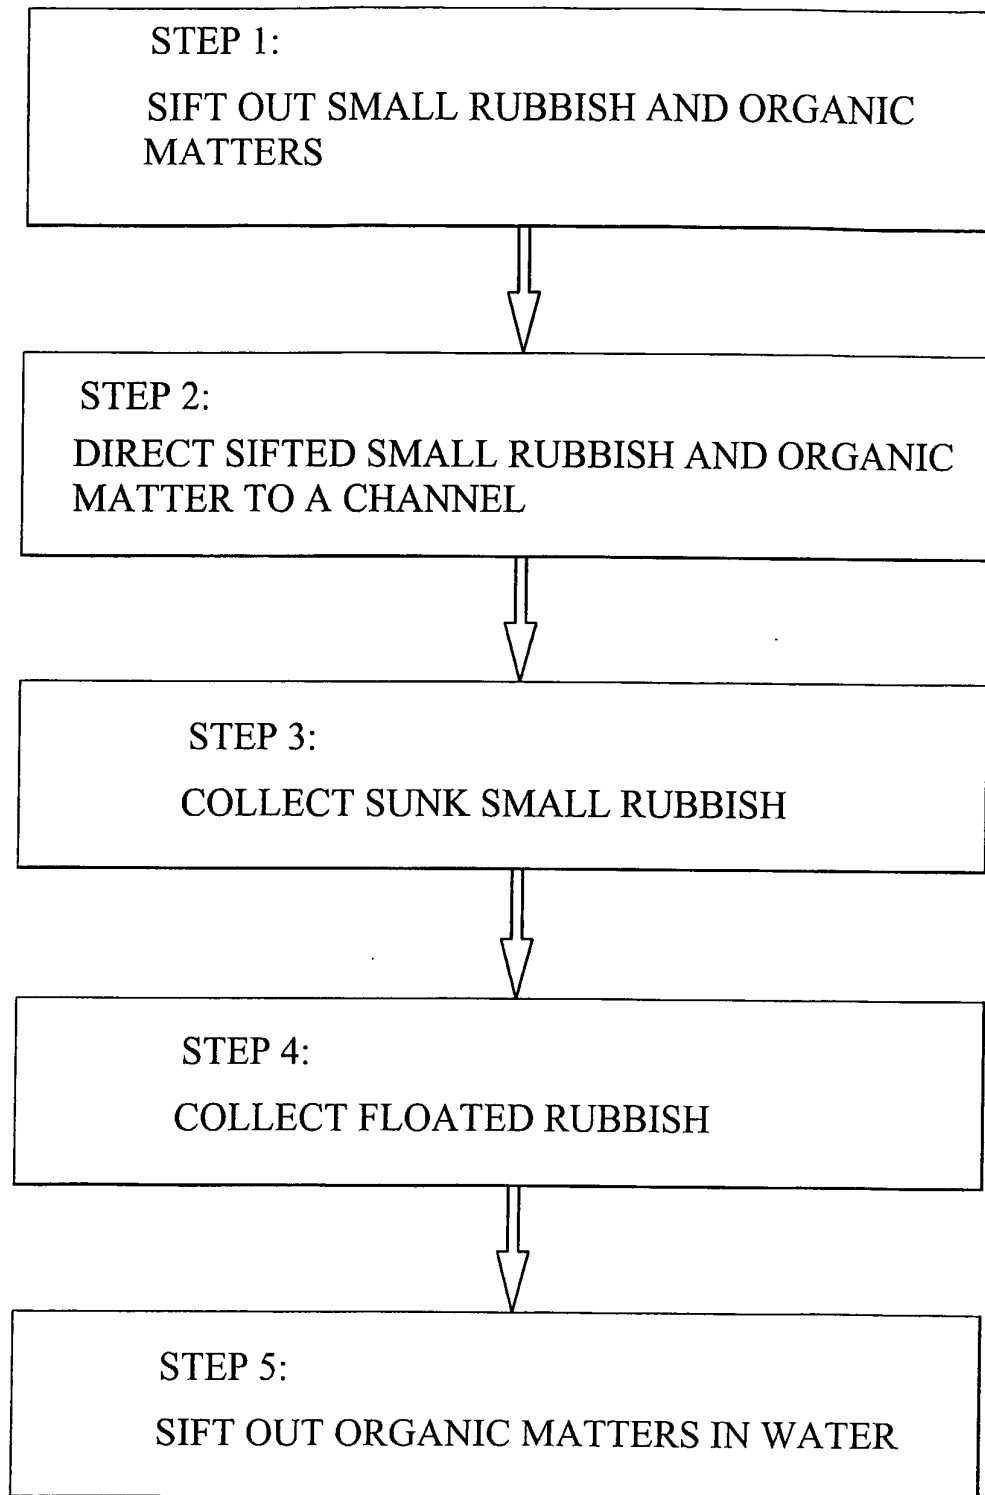 STEP 1:
SIFT OUT SMALL RUBBISH AND ORGANIC
MATTERS
STEP 2:
DIRECT SIFTED SMALL RUBBISH AND ORGANIC
MATTER TO A CHANNEL
STEP 3:
COLLECT SUNK SMALL RUBBISH
STEP 4:
COLLECT FLOATED RUBBISH
STEP 5:
SIFT OUT ORGANIC MATTERS IN WATER